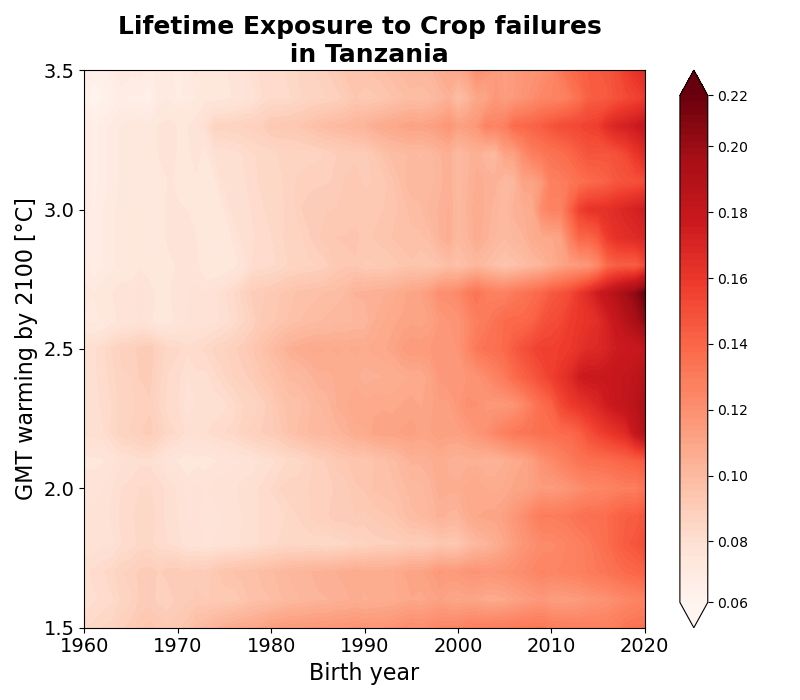 Lifetime Exposure to Crop failures
in Tanzania
GMT warming by 2100 [°C]
3.5
3.0
2.5
2.0
1.5
1960 1970 1980 1990 2000 2010 2020
Birth year
0.22
0.20
0.18
0.16
0.14
0.12
0.10
0.08
0.06